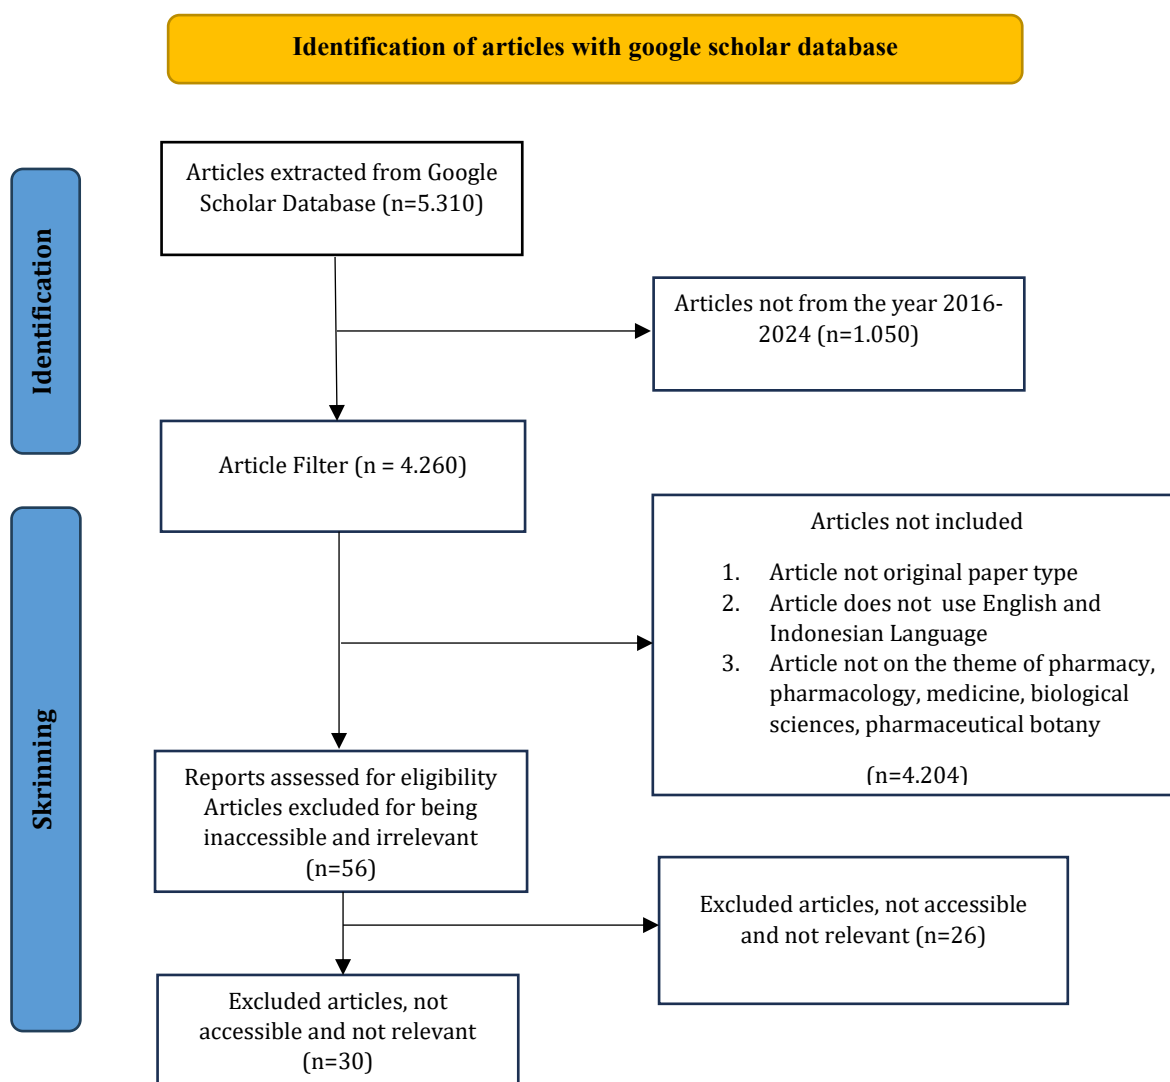 Identification of articles with google scholar database
Identification
Articles extracted from Google
Scholar Database (n=5.310)
Articles not from the year 2016-
2024 (n=1.050)
Article Filter (n = 4.260)
Skrinning
Articles not included
1. Article not original paper type
2. Article does not use English and
Indonesian Language
3. Article not on the theme of pharmacy,
pharmacology, medicine, biological
sciences, pharmaceutical botany
(n=4.204)
Reports assessed for eligibility
Articles excluded for being
inaccessible and irrelevant
(n=56)
Excluded articles, not accessible
and not relevant (n=26)
Excluded articles, not
accessible and not relevant
(n=30)